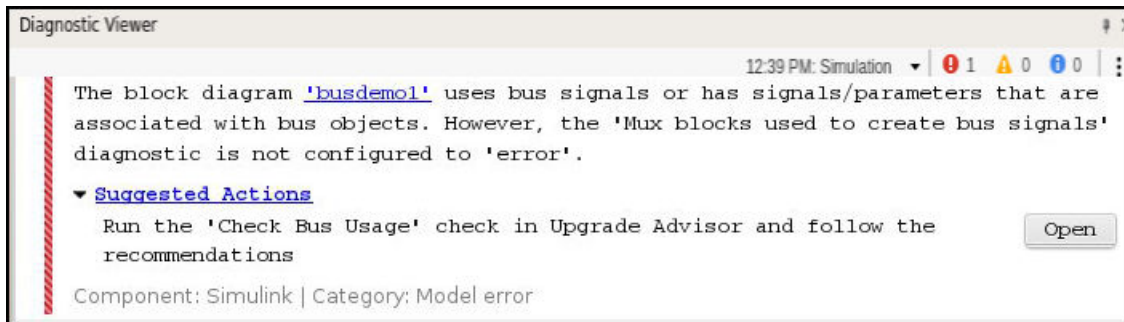 Diagnostic Viewer
12:39 PM: Simulation 1 0 0
The block diagram 'busdemo1' uses bus signals or has signals/parameters that are
associated with bus objects. However, the 'Mux blocks used to create bus signals'
diagnostic is not configured to 'error'.
Suggested Actions
Run the 'Check Bus Usage' check in Upgrade Advisor and follow the
recommendations
Open
Component: Simulink | Category: Model error